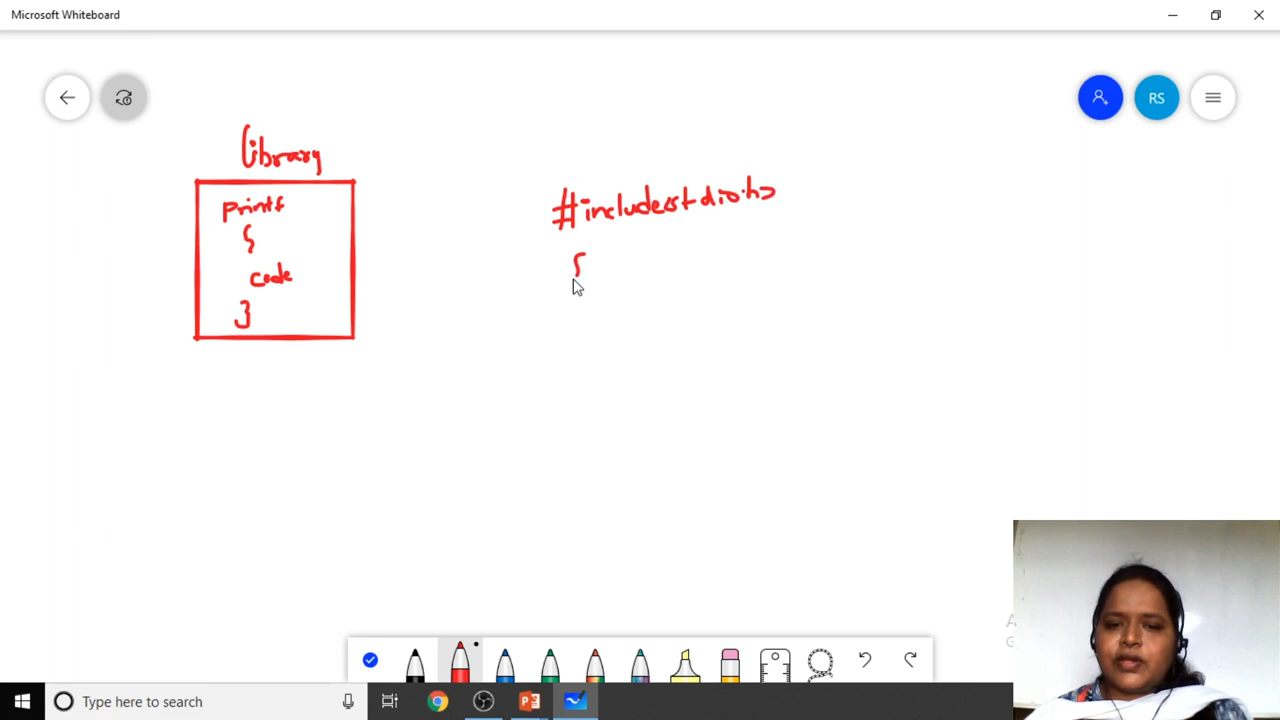 Microsoft Whiteboard
RS
library
printf
{
code
}
#include<stdio.h>
{
Type here to search